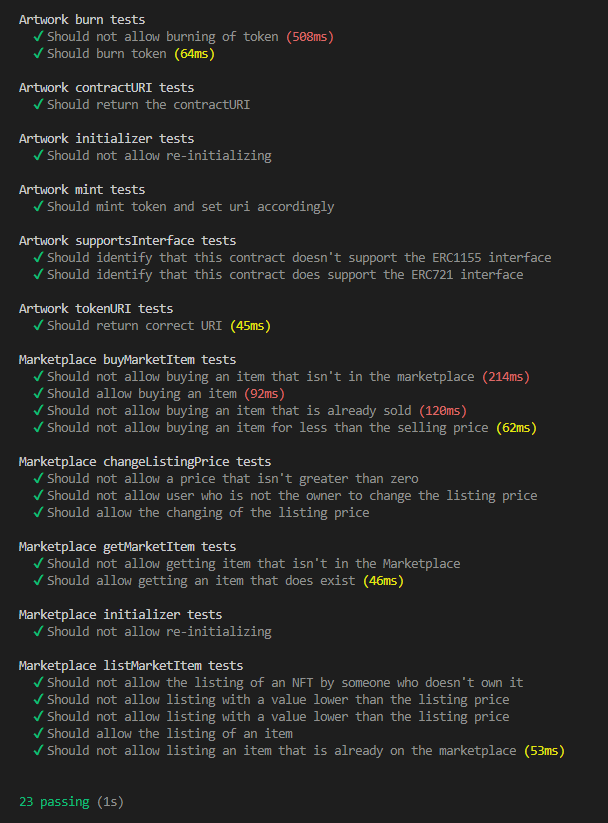 Artwork burn tests
✓ Should not allow burning of token (508ms)
✓ Should burn token (64ms)
Artwork contractURI tests
✓ Should return the contractURI
Artwork initializer tests
✓ Should not allow re-initializing
Artwork mint tests
✓ Should mint token and set uri accordingly
Artwork supportsInterface tests
✓ Should identify that this contract doesn't support the ERC1155 interface
✓ Should identify that this contract does support the ERC721 interface
Artwork tokenURI tests
✓ Should return correct URI (45ms)
Marketplace buyMarketItem tests
✓ Should not allow buying an item that isn't in the marketplace (214ms)
✓ Should allow buying an item (92ms)
✓ Should not allow buying an item that is already sold (120ms)
✓ Should not allow buying an item for less than the selling price (62ms)
Marketplace changeListingPrice tests
✓ Should not allow a price that isn't greater than zero
✓ Should not allow user who is not the owner to change the listing price
✓ Should allow the changing of the listing price
Marketplace getMarketItem tests
✓ Should not allow getting item that isn't in the Marketplace
✓ Should allow getting an item that does exist (46ms)
Marketplace initializer tests
✓ Should not allow re-initializing
Marketplace listMarketItem tests
✓ Should not allow the listing of an NFT by someone who doesn't own it
✓ Should not allow listing with a value lower than the listing price
✓ Should not allow listing with a value lower than the listing price
✓ Should allow the listing of an item
✓ Should not allow listing an item that is already on the marketplace (53ms)
23 passing (1s)